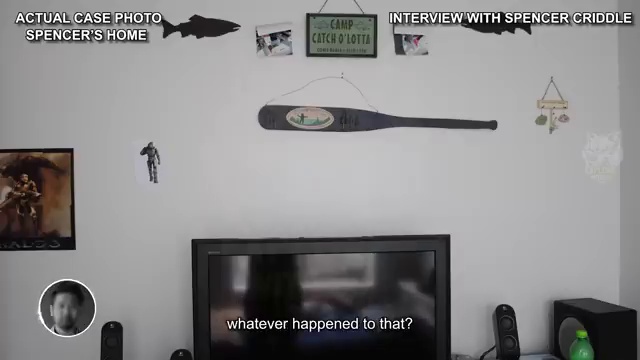 ACTUAL CASE PHOTO
SPENCER'S HOME
INTERVIEW WITH SPENCER CRIDDLE
CAMP
CATCH O'LOTTA
whatever happened to that?